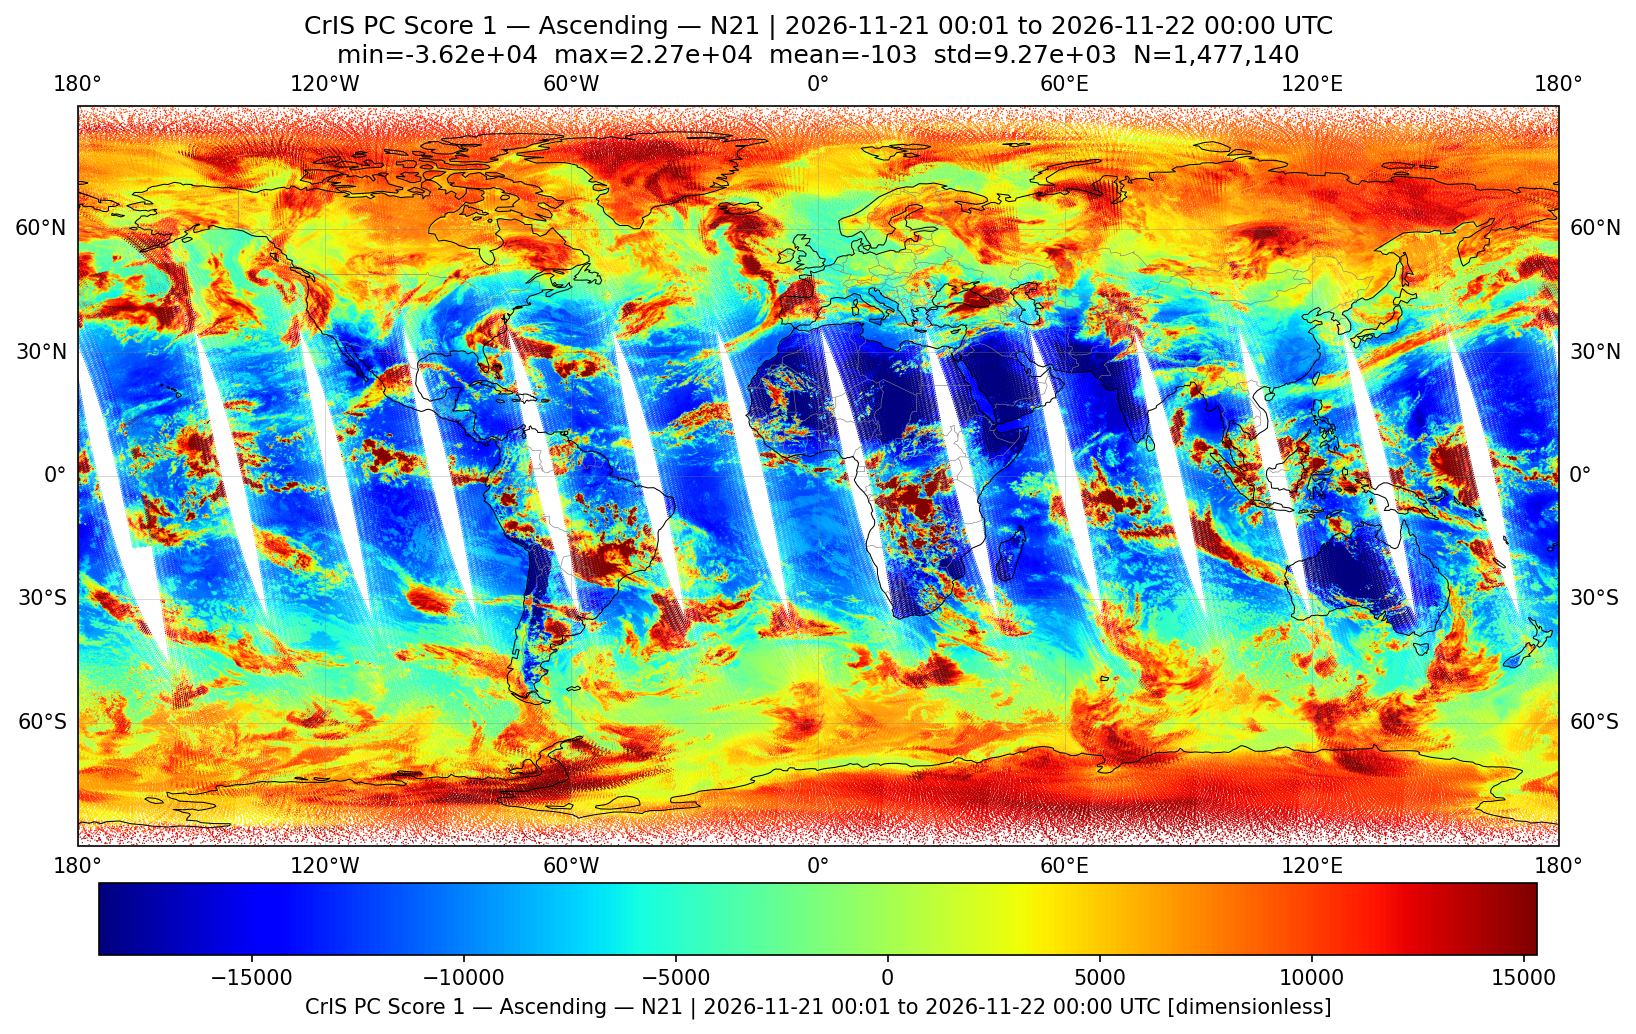 CrIS PC Score 1 — Ascending — N21 | 2026-11-21 00:01 to 2026-11-22 00:00 UTC
min=-3.62e+04  max=2.27e+04  mean=-103  std=9.27e+03  N=1,477,140
180° 120°W 60°W 0° 60°E 120°E 180°
60°N 60°N
30°N 30°N
0° 0°
30°S 30°S
60°S 60°S
180° 120°W 60°W 0° 60°E 120°E 180°
−15000 −10000 −5000 0 5000 10000 15000
CrIS PC Score 1 — Ascending — N21 | 2026-11-21 00:01 to 2026-11-22 00:00 UTC [dimensionless]